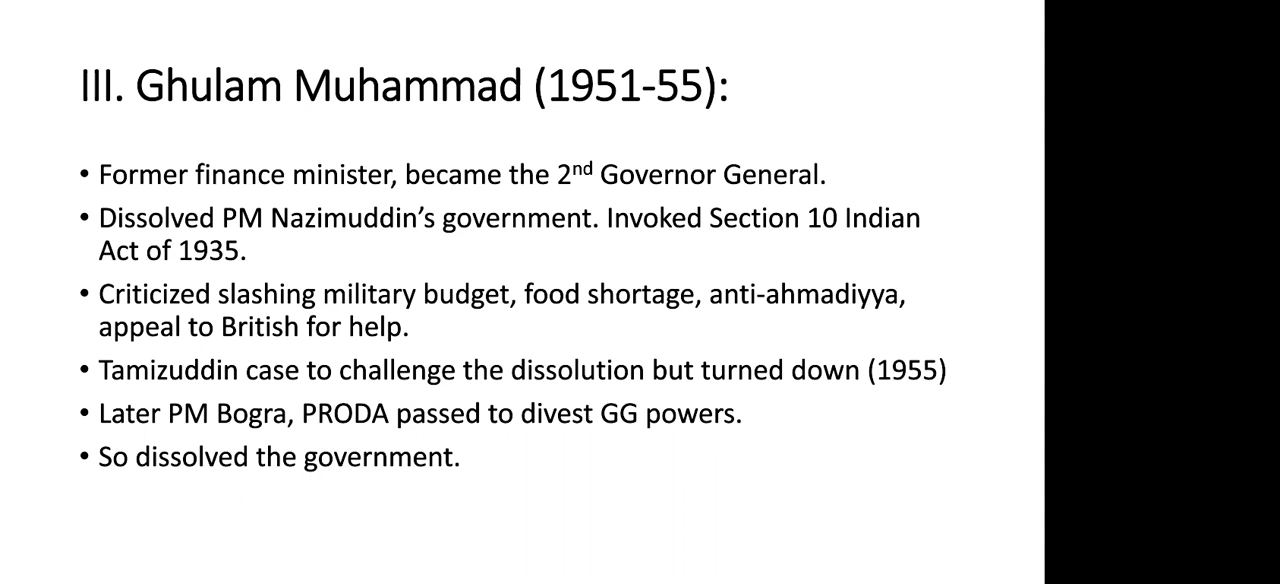 III. Ghulam Muhammad (1951-55):
• Former finance minister, became the 2nd Governor General.
• Dissolved PM Nazimuddin’s government. Invoked Section 10 Indian
Act of 1935.
• Criticized slashing military budget, food shortage, anti-ahmadiyya,
appeal to British for help.
• Tamizuddin case to challenge the dissolution but turned down (1955)
• Later PM Bogra, PRODA passed to divest GG powers.
• So dissolved the government.